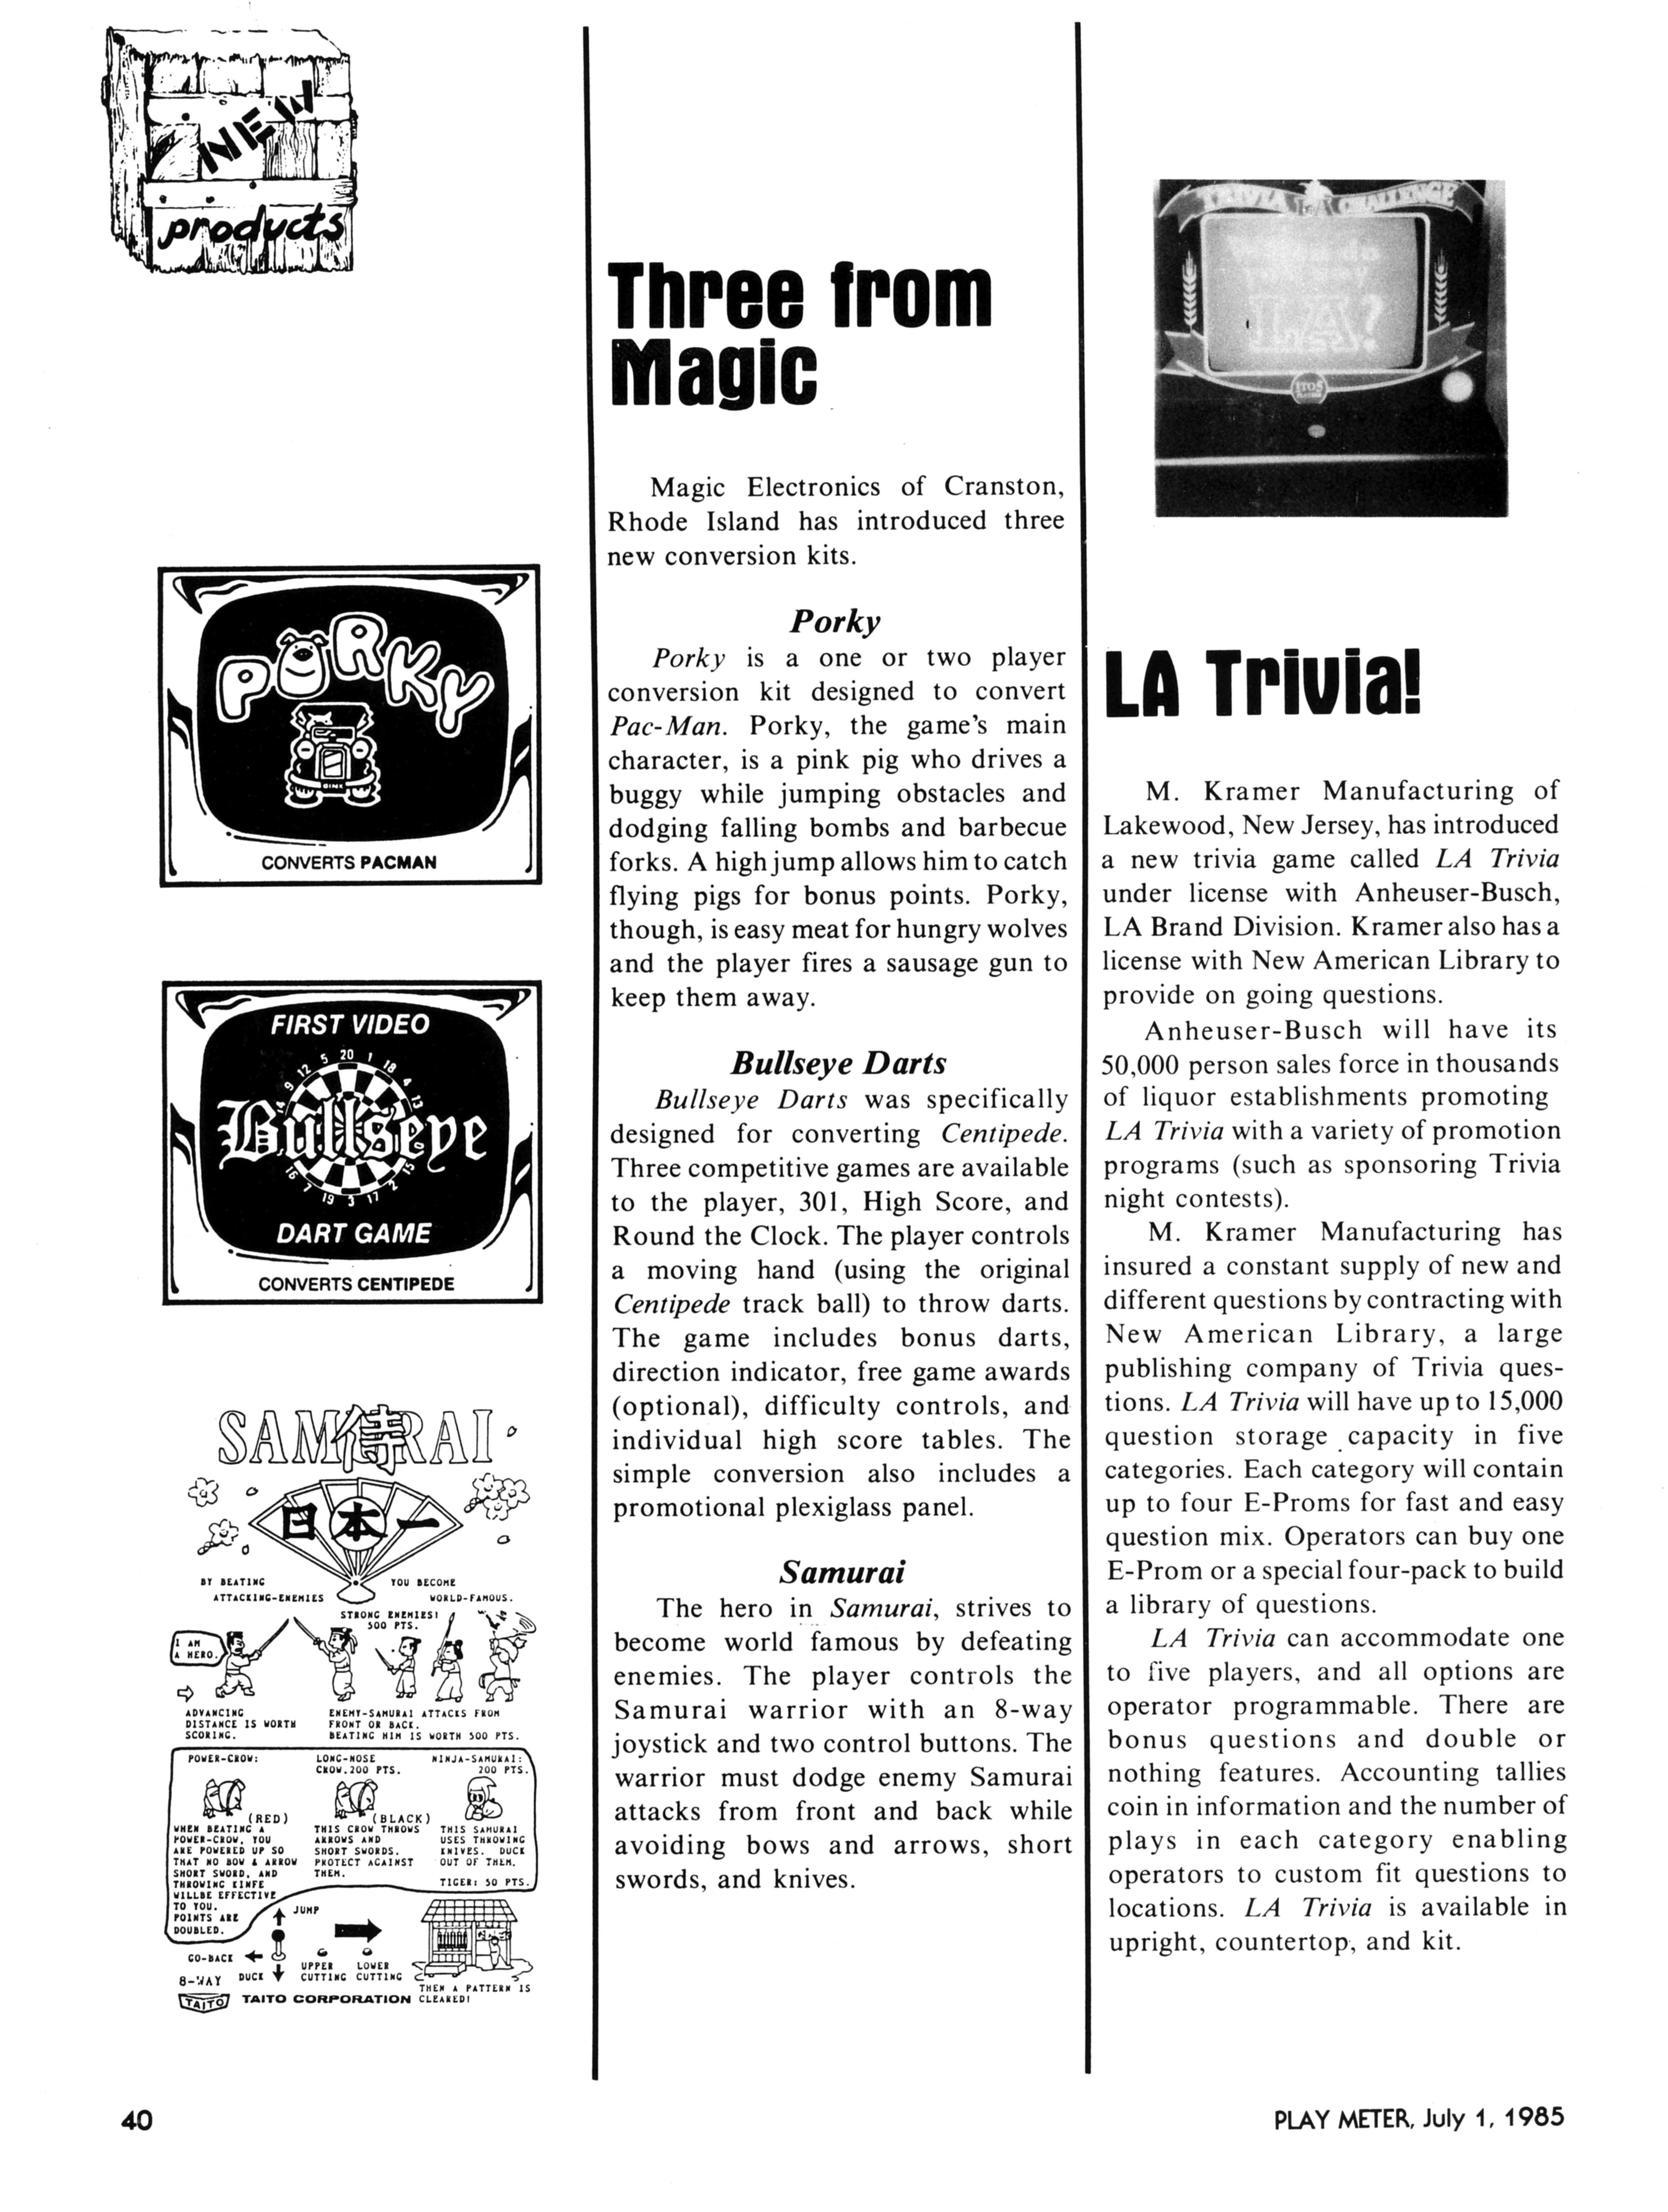 NEW
products
PORKY
CONVERTS PACMAN
FIRST VIDEO
5 20 1 18 4 13
12 9 14
Bullseye
16 7 19 3 17 2 15
DART GAME
CONVERTS CENTIPEDE
SAMURAI
侍
日本一
BY BEATING
ATTACKING-ENEMIES
YOU BECOME
WORLD-FAMOUS.
STRONG ENEMIES!
500 PTS.
I AM
A HERO.
ADVANCING
DISTANCE IS WORTH
SCORING.
ENEMY-SAMURAI ATTACKS FROM
FRONT OR BACK.
BEATING HIM IS WORTH 500 PTS.
POWER-CROW:
(RED)
WHEN BEATING A
POWER-CROW, YOU
ARE POWERED UP SO
THAT NO BOW & ARROW
SHORT SWORD, AND
THROWING KINFE
WILLBE EFFECTIVE
TO YOU.
POINTS ARE
DOUBLED.
LONG-NOSE
CROW.200 PTS.
(BLACK)
THIS CROW THROWS
ARROWS AND
SHORT SWORDS.
PROTECT AGAINST
THEM.
NINJA-SAMURAI:
200 PTS.
THIS SAMURAI
USES THROWING
KNIVES. DUCK
OUT OF THEM.
TIGER: 50 PTS.
JUMP
GO-BACK
8-WAY
DUCK
UPPER
CUTTING
LOWER
CUTTING
THEN A PATTERN IS
CLEARED!
TAITO
TAITO CORPORATION
Three from
Magic
Magic Electronics of Cranston,
Rhode Island has introduced three
new conversion kits.
Porky
Porky is a one or two player
conversion kit designed to convert
Pac-Man. Porky, the game's main
character, is a pink pig who drives a
buggy while jumping obstacles and
dodging falling bombs and barbecue
forks. A high jump allows him to catch
flying pigs for bonus points. Porky,
though, is easy meat for hungry wolves
and the player fires a sausage gun to
keep them away.
Bullseye Darts
Bullseye Darts was specifically
designed for converting Centipede.
Three competitive games are available
to the player, 301, High Score, and
Round the Clock. The player controls
a moving hand (using the original
Centipede track ball) to throw darts.
The game includes bonus darts,
direction indicator, free game awards
(optional), difficulty controls, and
individual high score tables. The
simple conversion also includes a
promotional plexiglass panel.
Samurai
The hero in Samurai, strives to
become world famous by defeating
enemies. The player controls the
Samurai warrior with an 8-way
joystick and two control buttons. The
warrior must dodge enemy Samurai
attacks from front and back while
avoiding bows and arrows, short
swords, and knives.
TRIVIA LA CHALLENGE
LA?
1 TO 5
LA Trivia!
M. Kramer Manufacturing of
Lakewood, New Jersey, has introduced
a new trivia game called LA Trivia
under license with Anheuser-Busch,
LA Brand Division. Kramer also has a
license with New American Library to
provide on going questions.
Anheuser-Busch will have its
50,000 person sales force in thousands
of liquor establishments promoting
LA Trivia with a variety of promotion
programs (such as sponsoring Trivia
night contests).
M. Kramer Manufacturing has
insured a constant supply of new and
different questions by contracting with
New American Library, a large
publishing company of Trivia ques-
tions. LA Trivia will have up to 15,000
question storage capacity in five
categories. Each category will contain
up to four E-Proms for fast and easy
question mix. Operators can buy one
E-Prom or a special four-pack to build
a library of questions.
LA Trivia can accommodate one
to five players, and all options are
operator programmable. There are
bonus questions and double or
nothing features. Accounting tallies
coin in information and the number of
plays in each category enabling
operators to custom fit questions to
locations. LA Trivia is available in
upright, countertop, and kit.
40
PLAY METER, July 1, 1985